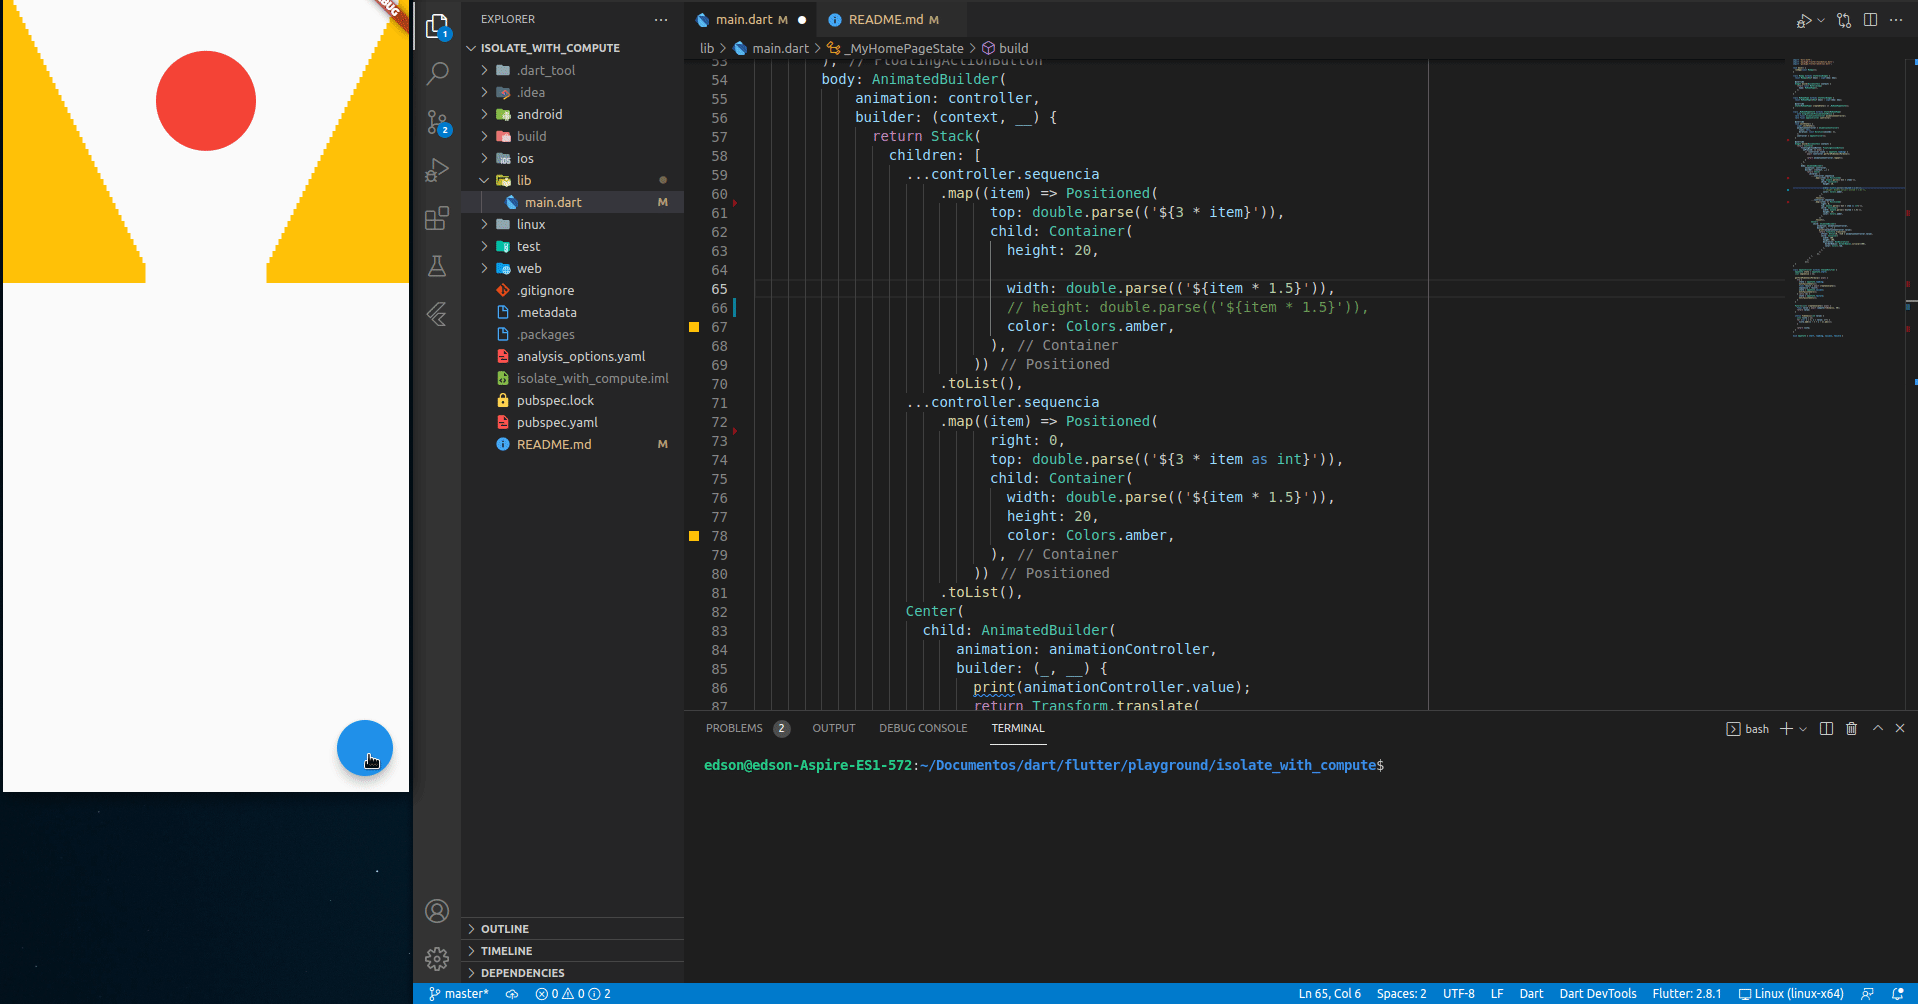 BUG
EXPLORER
main.dart M
README.md M
ISOLATE_WITH_COMPUTE
lib > main.dart > _MyHomePageState > build
.dart_tool
.idea
android
build
ios
lib
main.dart M
linux
test
web
.gitignore
.metadata
.packages
analysis_options.yaml
isolate_with_compute.iml
pubspec.lock
pubspec.yaml
README.md M
OUTLINE
TIMELINE
DEPENDENCIES
1
2
53 ), // FloatingActionButton
54 body: AnimatedBuilder(
55 animation: controller,
56 builder: (context, __) {
57 return Stack(
58 children: [
59 ...controller.sequencia
60 .map((item) => Positioned(
61 top: double.parse(('${3 * item}')),
62 child: Container(
63 height: 20,
64
65 width: double.parse(('${item * 1.5}')),
66 // height: double.parse(('${item * 1.5}')),
67 color: Colors.amber,
68 ), // Container
69 )) // Positioned
70 .toList(),
71 ...controller.sequencia
72 .map((item) => Positioned(
73 right: 0,
74 top: double.parse(('${3 * item as int}')),
75 child: Container(
76 width: double.parse(('${item * 1.5}')),
77 height: 20,
78 color: Colors.amber,
79 ), // Container
80 )) // Positioned
81 .toList(),
82 Center(
83 child: AnimatedBuilder(
84 animation: animationController,
85 builder: (_, __) {
86 print(animationController.value);
87 return Transform.translate(
PROBLEMS 2 OUTPUT DEBUG CONSOLE TERMINAL
bash
edson@edson-Aspire-ES1-572:~/Documentos/dart/flutter/playground/isolate_with_compute$
master* 0 0 2
Ln 65, Col 6 Spaces: 2 UTF-8 LF Dart Dart DevTools Flutter: 2.8.1 Linux (linux-x64)